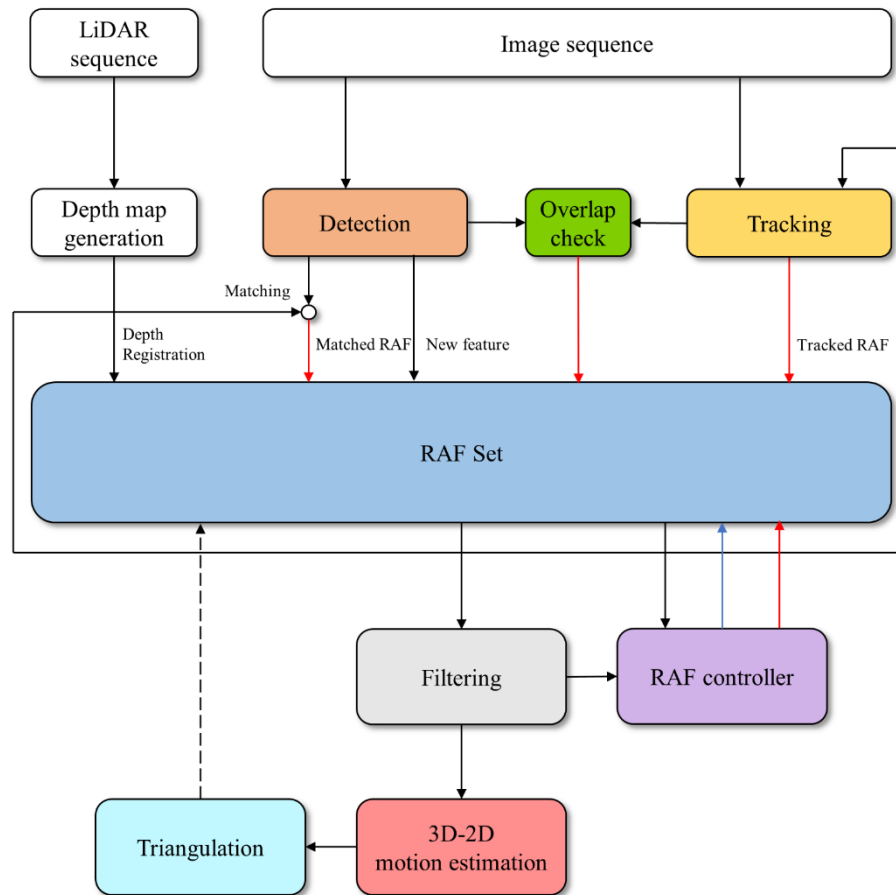 LiDAR
sequence
Image sequence
Depth map
generation
Detection
Overlap
check
Tracking
Matching
Depth
Registration
Matched RAF
New feature
Tracked RAF
RAF Set
Filtering
RAF controller
Triangulation
3D-2D
motion estimation